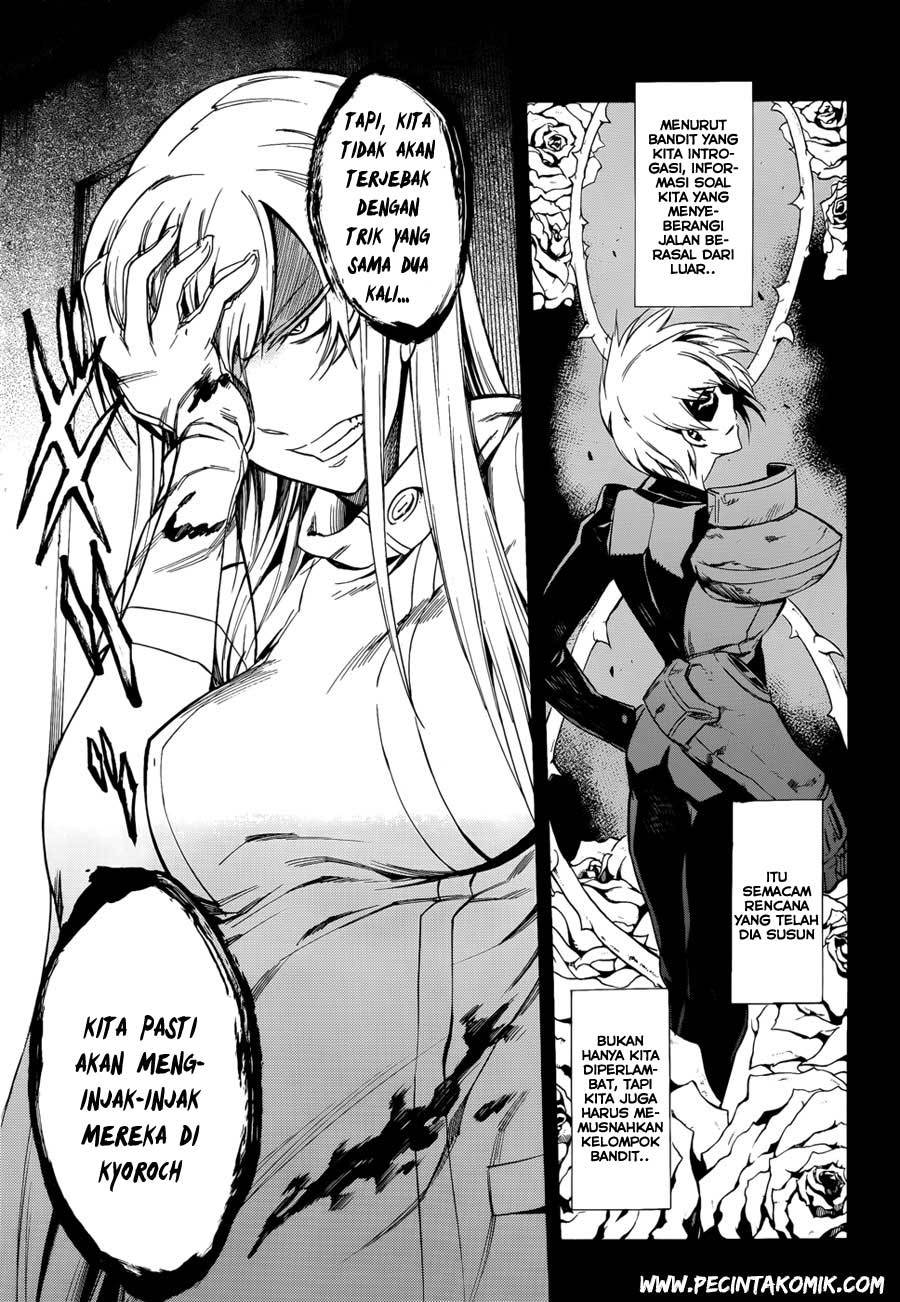 MENURUT
BANDIT YANG
KITA INTRO-
GASI, INFOR-
MASI SOAL
KITA YANG
MENYE-
BERANGI
JALAN BE-
RASAL DARI
LUAR..
ITU
SEMACAM
RENCANA
YANG TELAH
DIA SUSUN
BUKAN
HANYA KITA
DIPERLAM-
BAT, TAPI
KITA JUGA
HARUS ME-
MUSNAHKAN
KELOMPOK
BANDIT..
TAPI, KITA
TIDAK AKAN
TERJEBAK
DENGAN
TRIK YANG
SAMA DUA
KALI...
KITA PASTI
AKAN MENG-
INJAK-INJAK
MEREKA DI
KYOROCH
WWW.PECINTAKOMIK.COM